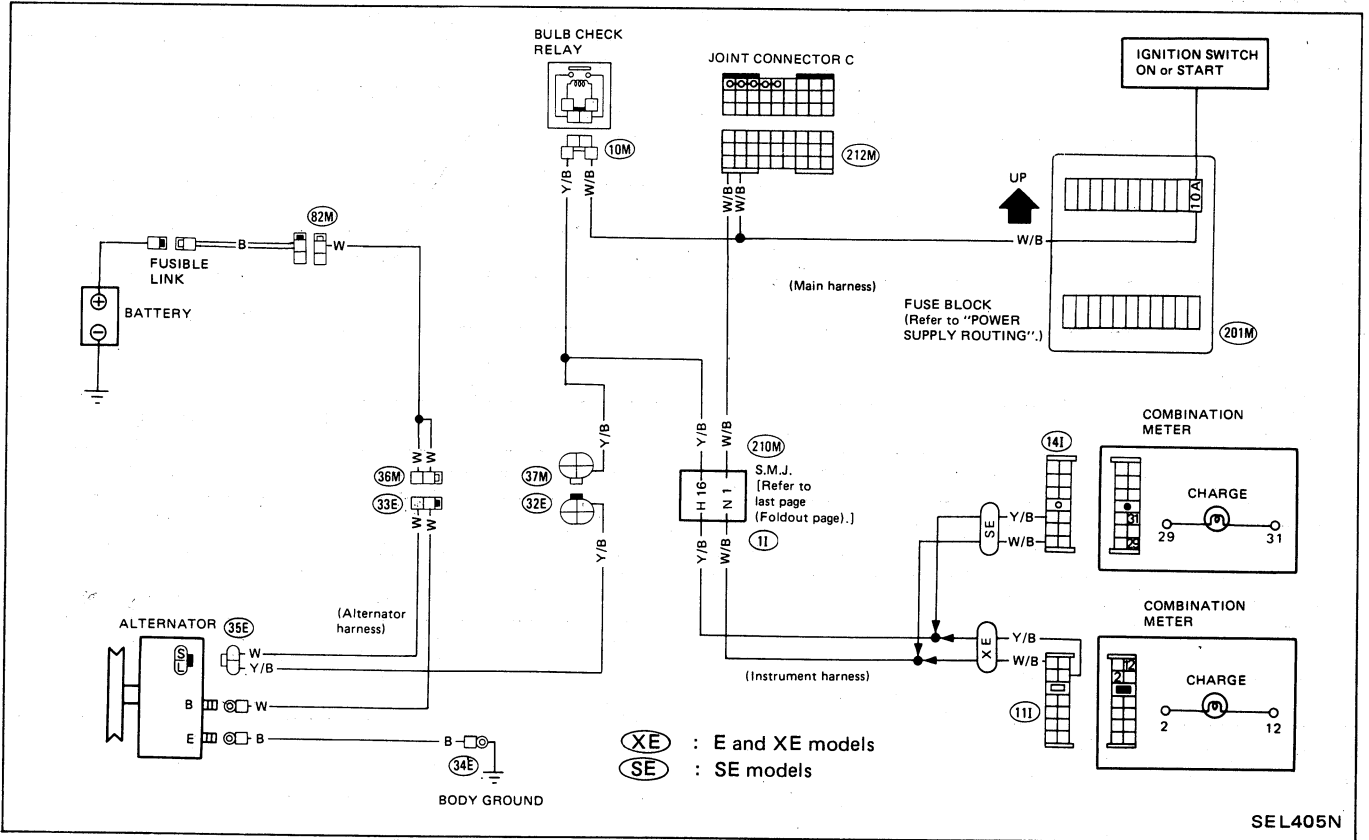 BULB CHECK
RELAY
JOINT CONNECTOR C
IGNITION SWITCH
ON or START
10M
212M
Y/B
W/B
W/B
W/B
UP
10A
82M
B
W
W/B
FUSIBLE
LINK
(Main harness)
BATTERY
FUSE BLOCK
(Refer to "POWER
SUPPLY ROUTING".)
201M
COMBINATION
METER
W
W
Y/B
Y/B
W/B
210M
14I
36M
37M
S.M.J.
[Refer to
last page
(Foldout page).]
H 16
N 1
CHARGE
33E
32E
SE
Y/B
W/B
31
29
29
31
W
W
Y/B
Y/B
W/B
1I
(Alternator
harness)
COMBINATION
METER
ALTERNATOR
35E
S
L
W
Y/B
XE
Y/B
W/B
12
2
CHARGE
(Instrument harness)
B
W
11I
2
12
E
B
B
34E
BODY GROUND
XE : E and XE models
SE : SE models
SEL405N